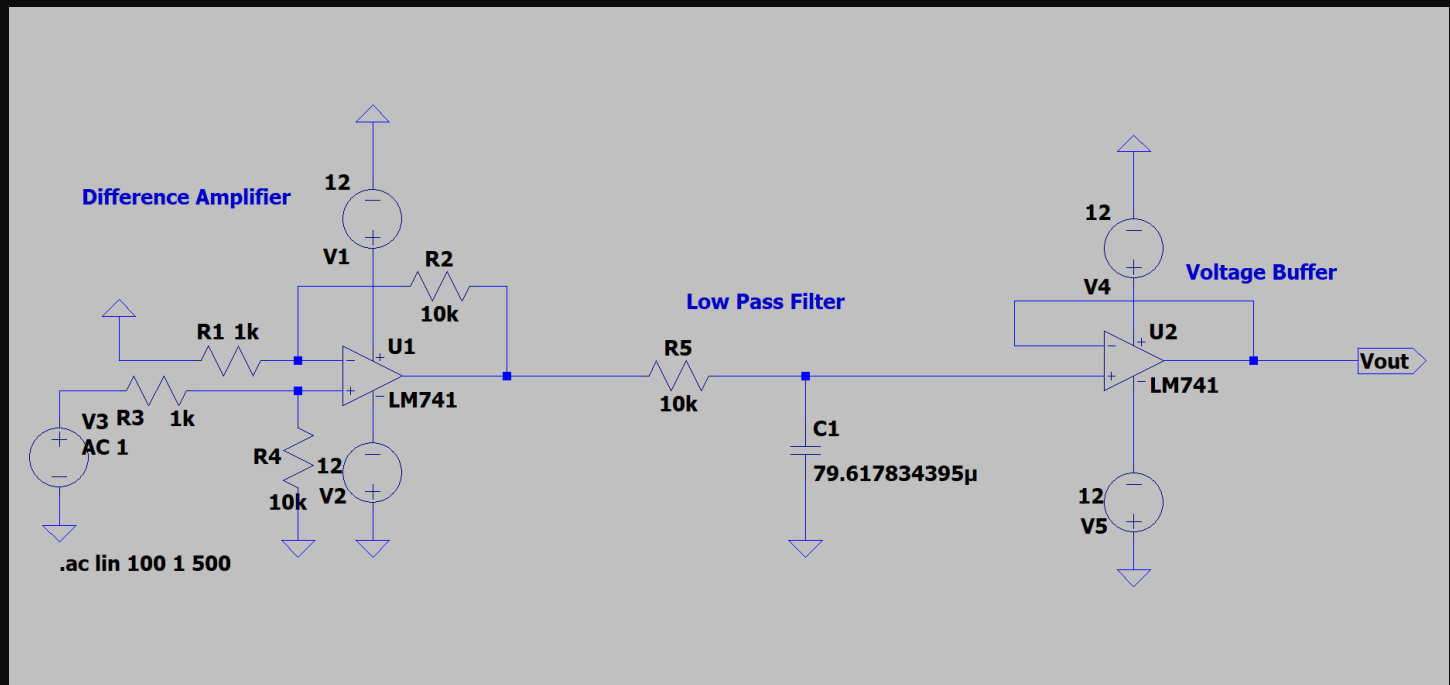 12
Difference Amplifier
V1
R2
10k
12
V4
Voltage Buffer
Low Pass Filter
R1 1k
U1
LM741
R5
10k
U2
LM741
Vout
V3
AC 1
R3
1k
R4
10k
12
V2
C1
79.617834395µ
12
V5
.ac lin 100 1 500